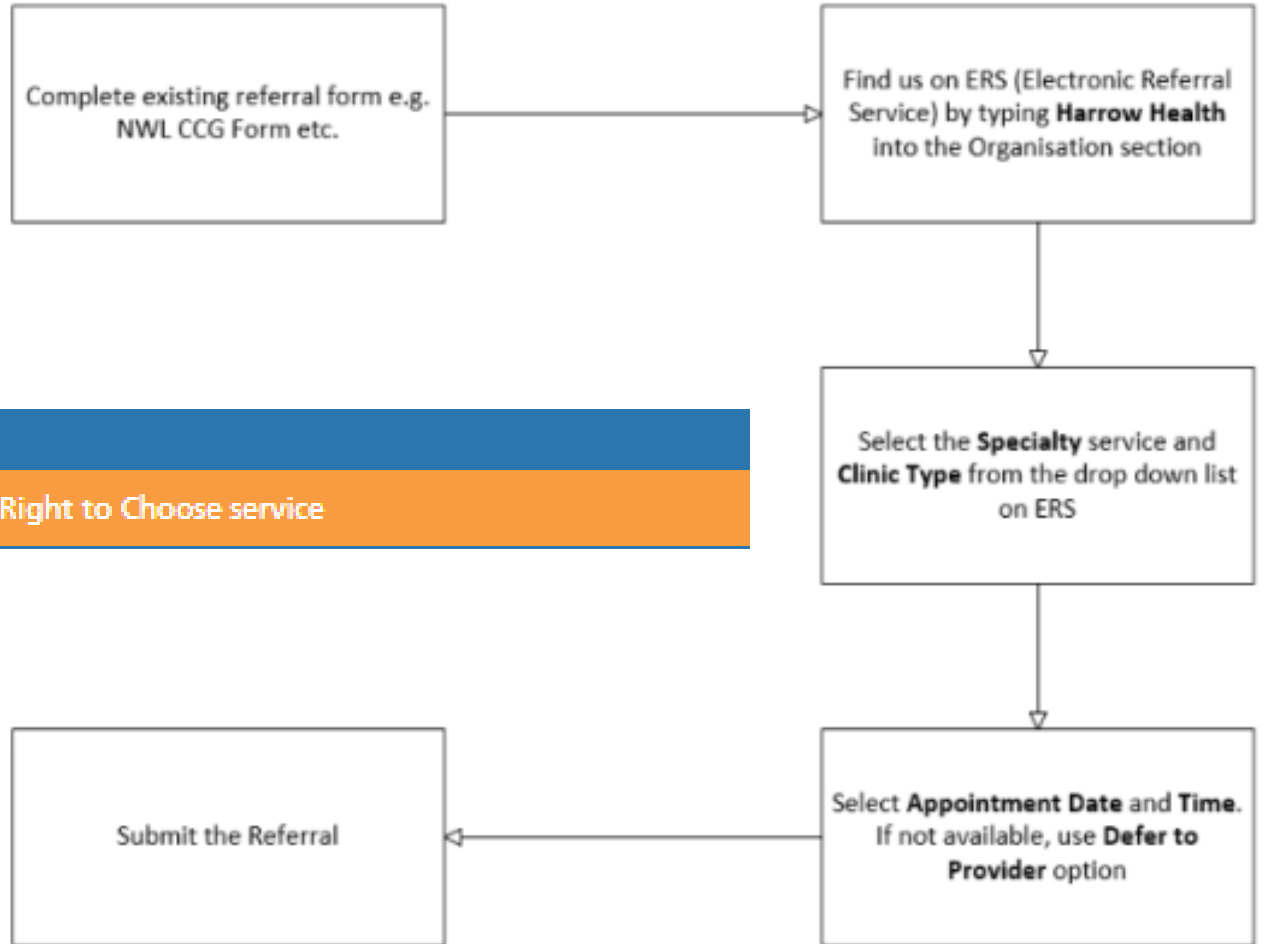 Complete existing referral form e.g.
NWL CCG Form etc.
Find us on ERS (Electronic Referral
Service) by typing Harrow Health
into the Organisation section
Select the Specialty service and
Clinic Type from the drop down list
on ERS
Right to Choose service
Select Appointment Date and Time.
If not available, use Defer to
Provider option
Submit the Referral